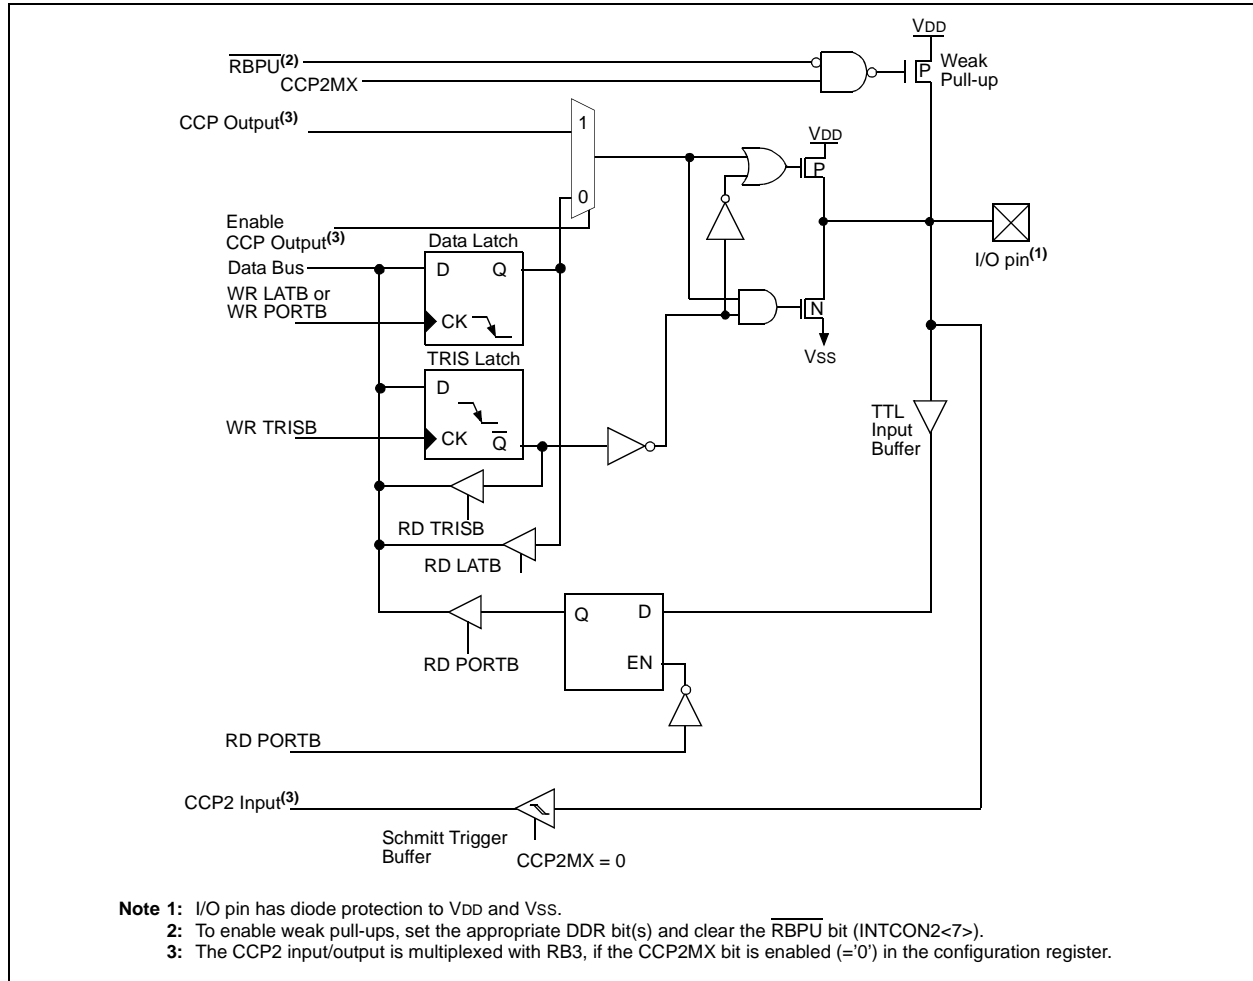 VDD
RBPU(2)
CCP2MX
P
Weak
Pull-up
CCP Output(3)
1
VDD
P
0
Enable
CCP Output(3)
Data Latch
Data Bus
D Q
I/O pin(1)
WR LATB or
WR PORTB
CK
N
VSS
TRIS Latch
D
WR TRISB
CK Q
TTL
Input
Buffer
RD TRISB
RD LATB
Q D
EN
RD PORTB
RD PORTB
CCP2 Input(3)
Schmitt Trigger
Buffer
CCP2MX = 0
Note 1: I/O pin has diode protection to VDD and VSS.
2: To enable weak pull-ups, set the appropriate DDR bit(s) and clear the RBPU bit (INTCON2<7>).
3: The CCP2 input/output is multiplexed with RB3, if the CCP2MX bit is enabled (='0') in the configuration register.